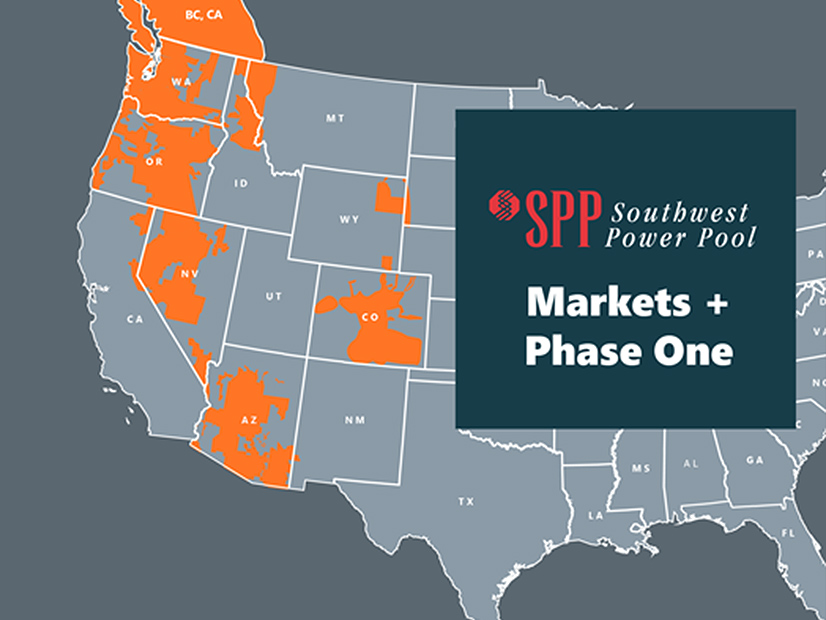 BC, CA
WA
MT
OR
ID
WY
SPP Southwest
Power Pool
PA
NV
UT
CO
CA
Markets +
Phase One
VA
NC
AZ
NM
MS
AL
GA
TX
LA
FL